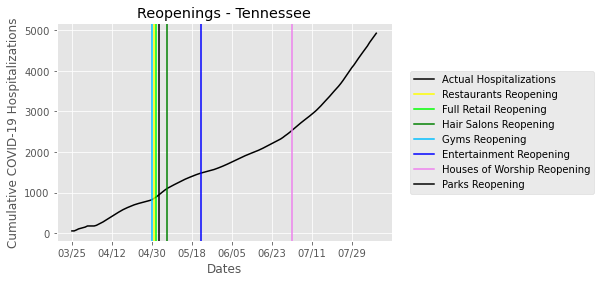 Reopenings - Tennessee
Cumulative COVID-19 Hospitalizations
5000
4000
3000
2000
1000
0
03/25 04/12 04/30 05/18 06/05 06/23 07/11 07/29
Dates
Actual Hospitalizations
Restaurants Reopening
Full Retail Reopening
Hair Salons Reopening
Gyms Reopening
Entertainment Reopening
Houses of Worship Reopening
Parks Reopening